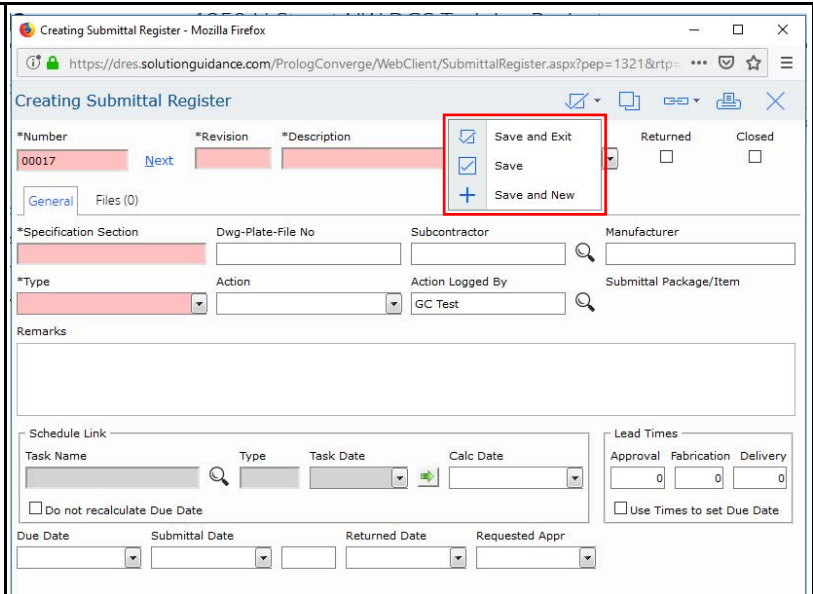 Creating Submittal Register - Mozilla Firefox
https://dres.solutionguidance.com/PrologConverge/WebClient/SubmittalRegister.aspx?pep=1321&rtp=
Creating Submittal Register
*Number *Revision *Description Returned Closed
00017 Next
Save and Exit
Save
Save and New
General Files (0)
*Specification Section Dwg-Plate-File No Subcontractor Manufacturer
*Type Action Action Logged By Submittal Package/Item
GC Test
Remarks
Schedule Link Lead Times
Task Name Type Task Date Calc Date Approval Fabrication Delivery
0 0 0
Do not recalculate Due Date Use Times to set Due Date
Due Date Submittal Date Returned Date Requested Appr